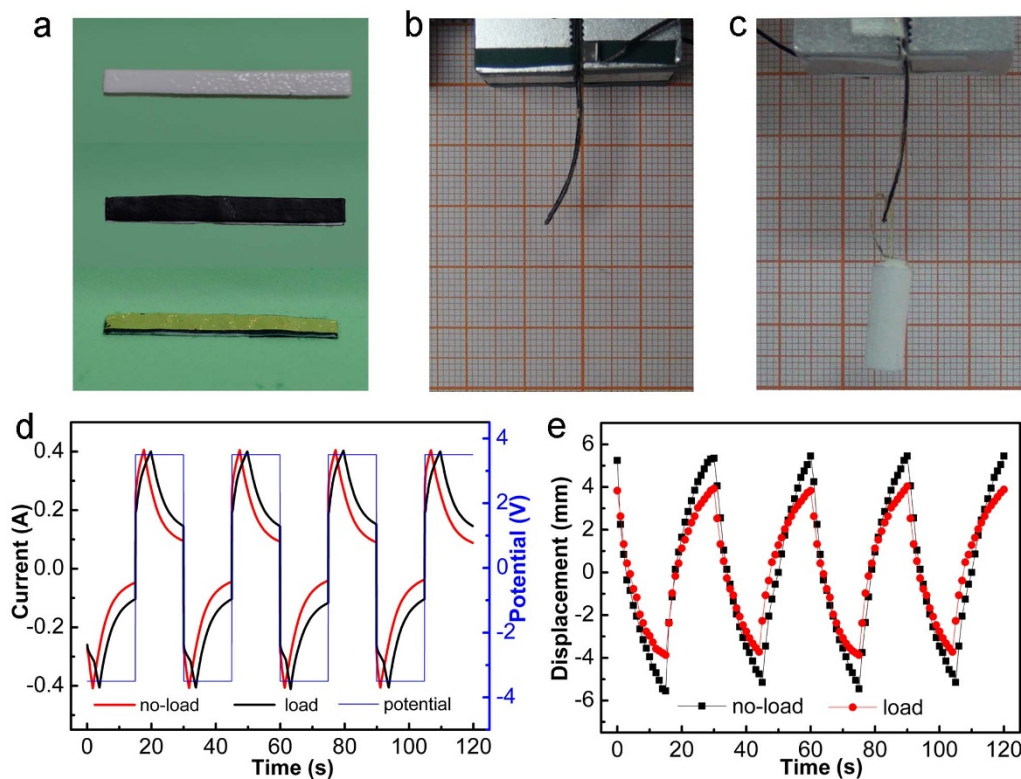 a
b
c
d
0.4
0.2
0.0
-0.2
-0.4
Current (A)
4
2
0
-2
-4
Potential (V)
no-load load potential
0 20 40 60 80 100 120
Time (s)
e
6
4
2
0
-2
-4
-6
Displacement (mm)
no-load load
0 20 40 60 80 100 120
Time (s)